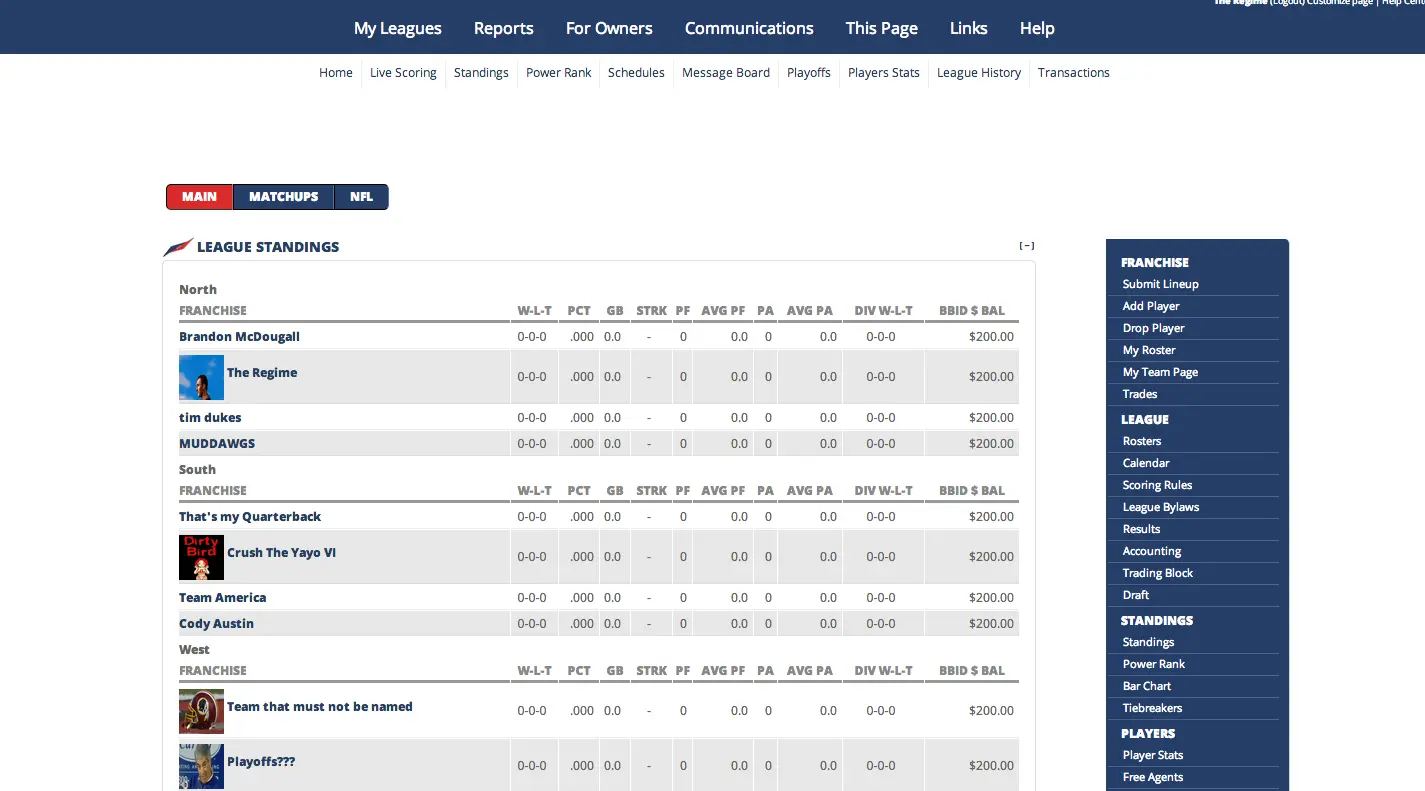 The Regime (Logout) Customize page | Help Cent
My Leagues Reports For Owners Communications This Page Links Help
Home Live Scoring Standings Power Rank Schedules Message Board Playoffs Players Stats League History Transactions
MAIN MATCHUPS NFL
LEAGUE STANDINGS [-]
North
FRANCHISE W-L-T PCT GB STRK PF AVG PF PA AVG PA DIV W-L-T BBID $ BAL
Brandon McDougall 0-0-0 .000 0.0 - 0 0.0 0 0.0 0-0-0 $200.00
The Regime 0-0-0 .000 0.0 - 0 0.0 0 0.0 0-0-0 $200.00
tim dukes 0-0-0 .000 0.0 - 0 0.0 0 0.0 0-0-0 $200.00
MUDDAWGS 0-0-0 .000 0.0 - 0 0.0 0 0.0 0-0-0 $200.00
South
FRANCHISE W-L-T PCT GB STRK PF AVG PF PA AVG PA DIV W-L-T BBID $ BAL
That's my Quarterback 0-0-0 .000 0.0 - 0 0.0 0 0.0 0-0-0 $200.00
Dirty
Bird
Crush The Yayo VI 0-0-0 .000 0.0 - 0 0.0 0 0.0 0-0-0 $200.00
Team America 0-0-0 .000 0.0 - 0 0.0 0 0.0 0-0-0 $200.00
Cody Austin 0-0-0 .000 0.0 - 0 0.0 0 0.0 0-0-0 $200.00
West
FRANCHISE W-L-T PCT GB STRK PF AVG PF PA AVG PA DIV W-L-T BBID $ BAL
Team that must not be named 0-0-0 .000 0.0 - 0 0.0 0 0.0 0-0-0 $200.00
Playoffs??? 0-0-0 .000 0.0 - 0 0.0 0 0.0 0-0-0 $200.00
FRANCHISE
Submit Lineup
Add Player
Drop Player
My Roster
My Team Page
Trades
LEAGUE
Rosters
Calendar
Scoring Rules
League Bylaws
Results
Accounting
Trading Block
Draft
STANDINGS
Standings
Power Rank
Bar Chart
Tiebreakers
PLAYERS
Player Stats
Free Agents